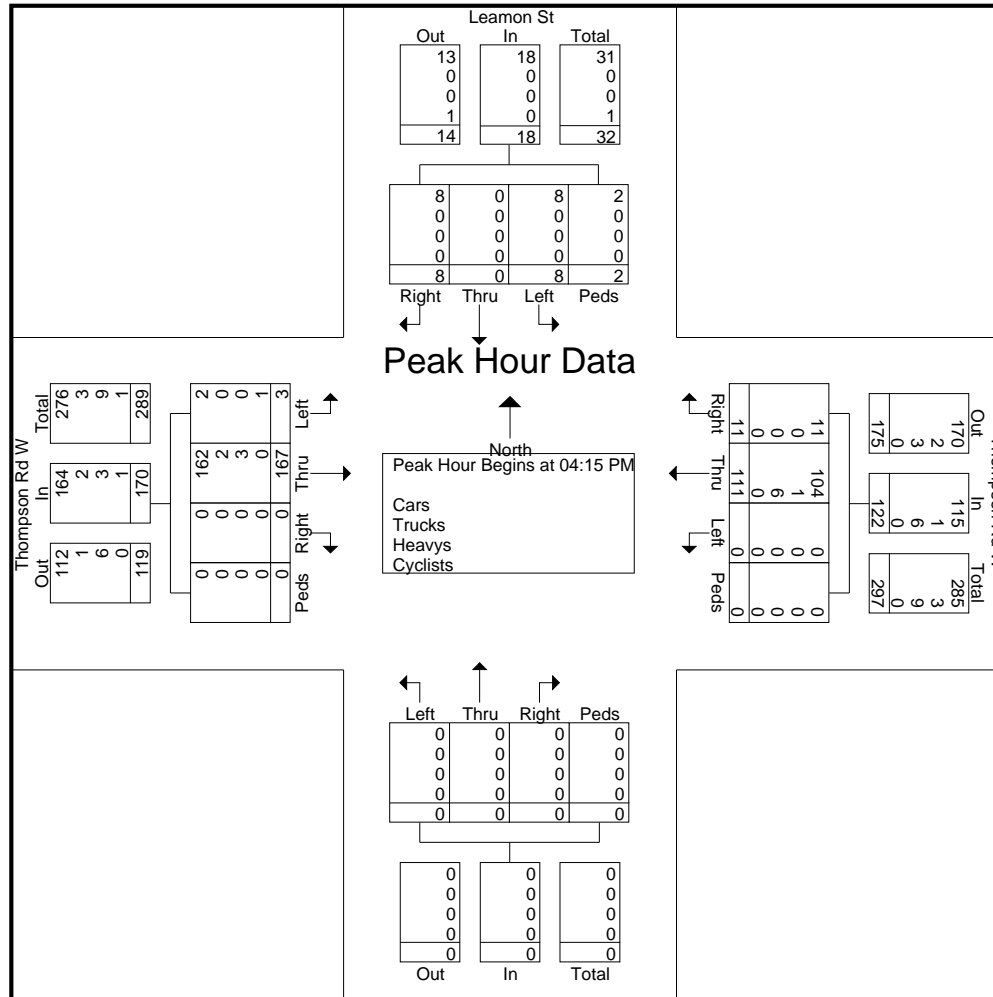 Leamon St
Out In Total
13 18 31
0 0 0
0 0 0
1 0 1
14 18 32
8 0 8 2
0 0 0 0
0 0 0 0
0 0 0 0
8 0 8 2
Right Thru Left Peds
Peak Hour Data
Thompson Rd W
Total In Out
276 164 112
3 2 1
9 3 6
1 1 0
289 170 119
2 162 0 0
0 2 0 0
0 3 0 0
1 0 0 0
3 167 0 0
Left Thru Right Peds
North
Peak Hour Begins at 04:15 PM
Cars
Trucks
Heavys
Cyclists
Right Thru Left Peds
11 104 0 0
0 1 0 0
0 6 0 0
0 0 0 0
11 111 0 0
Out In Total
170 115 285
2 1 3
3 6 9
0 0 0
175 122 297
Left Thru Right Peds
0 0 0 0
0 0 0 0
0 0 0 0
0 0 0 0
0 0 0 0
0 0 0
0 0 0
0 0 0
0 0 0
0 0 0
Out In Total